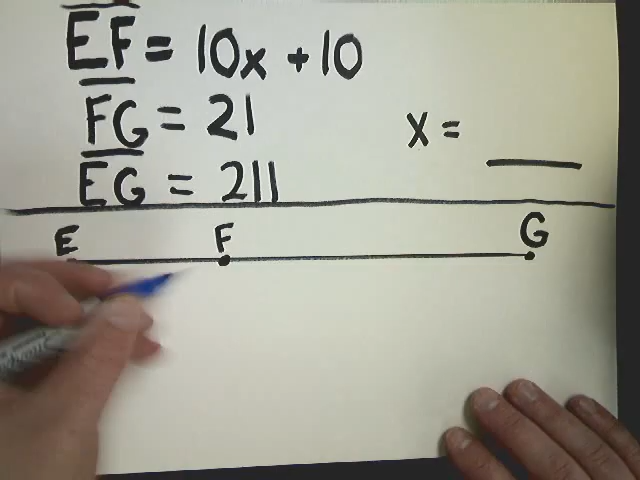 EF = 10x + 10
FG = 21
x =
EG = 211
E F G